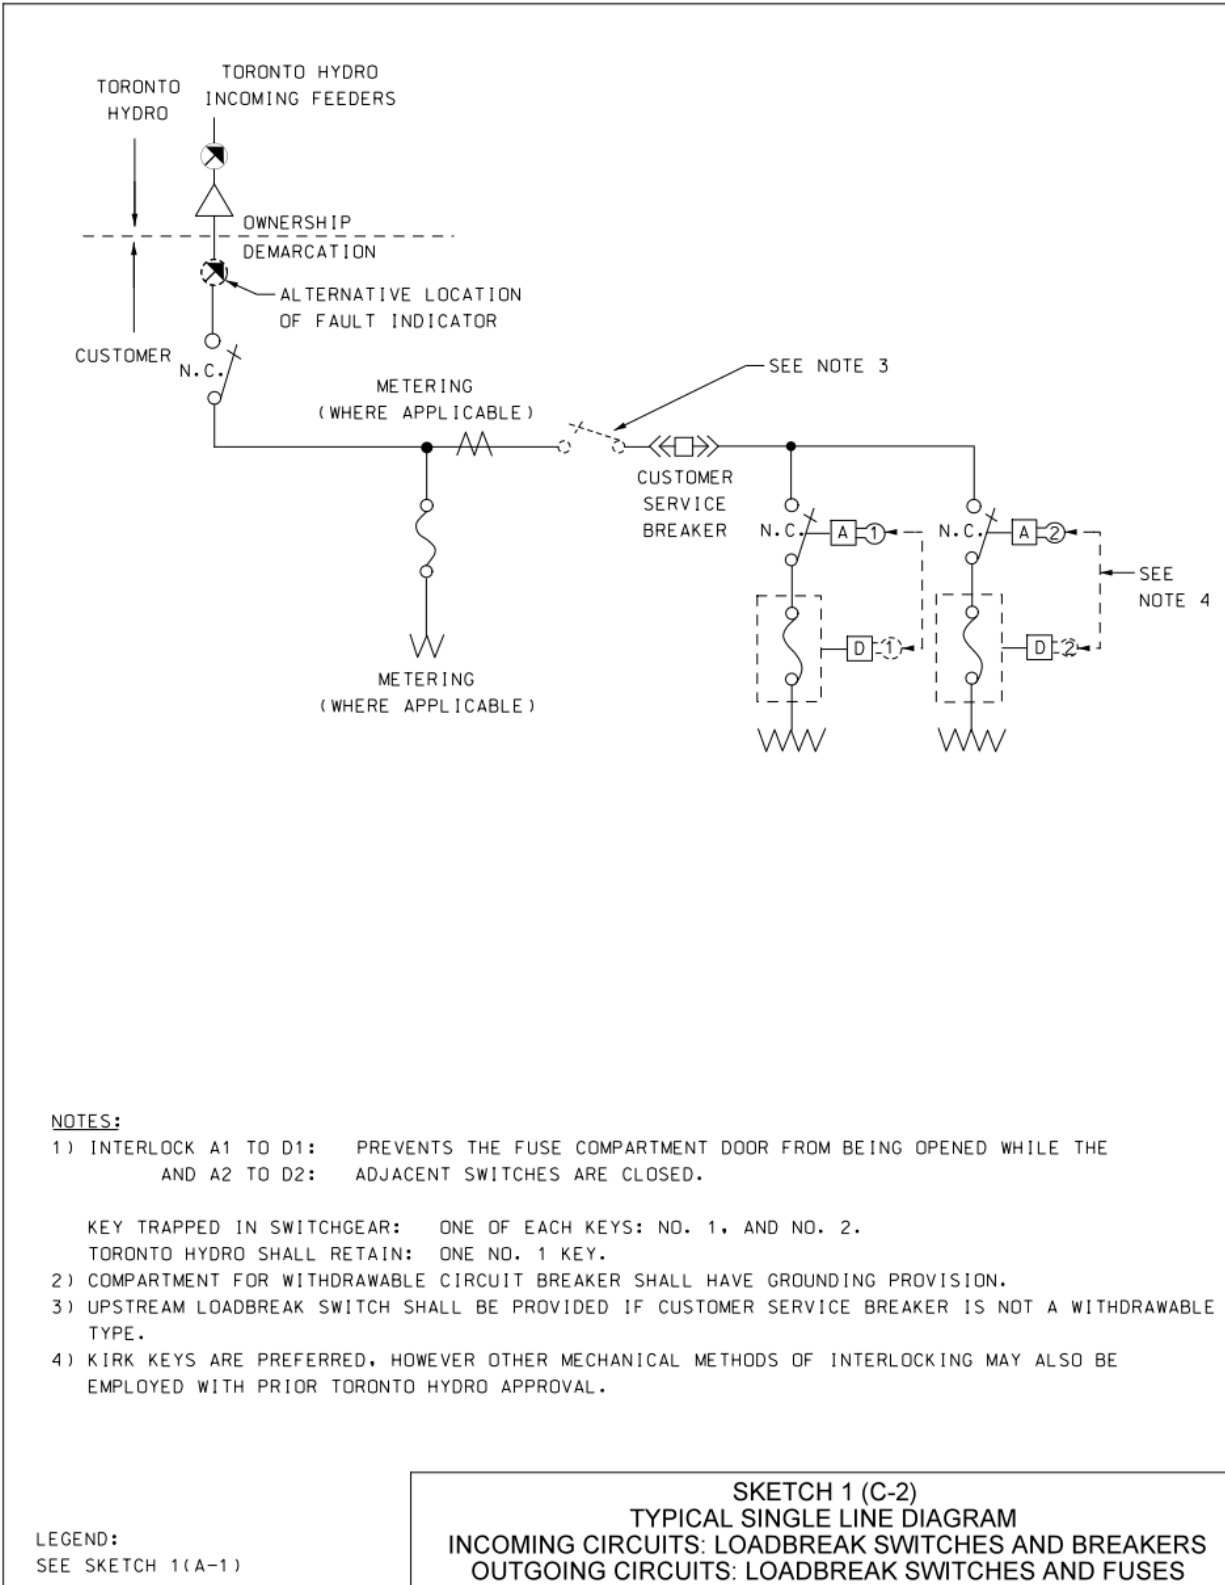 TORONTO HYDRO
INCOMING FEEDERS
TORONTO
HYDRO
OWNERSHIP
DEMARCATION
ALTERNATIVE LOCATION
OF FAULT INDICATOR
CUSTOMER
N.C.
METERING
(WHERE APPLICABLE)
SEE NOTE 3
CUSTOMER
SERVICE
BREAKER
N.C.
A
1
N.C.
A
2
SEE
NOTE 4
D
1
D
2
METERING
(WHERE APPLICABLE)
NOTES:
1) INTERLOCK A1 TO D1: PREVENTS THE FUSE COMPARTMENT DOOR FROM BEING OPENED WHILE THE
AND A2 TO D2: ADJACENT SWITCHES ARE CLOSED.
KEY TRAPPED IN SWITCHGEAR: ONE OF EACH KEYS: NO. 1, AND NO. 2.
TORONTO HYDRO SHALL RETAIN: ONE NO. 1 KEY.
2) COMPARTMENT FOR WITHDRAWABLE CIRCUIT BREAKER SHALL HAVE GROUNDING PROVISION.
3) UPSTREAM LOADBREAK SWITCH SHALL BE PROVIDED IF CUSTOMER SERVICE BREAKER IS NOT A WITHDRAWABLE
TYPE.
4) KIRK KEYS ARE PREFERRED, HOWEVER OTHER MECHANICAL METHODS OF INTERLOCKING MAY ALSO BE
EMPLOYED WITH PRIOR TORONTO HYDRO APPROVAL.
LEGEND:
SEE SKETCH 1(A-1)
SKETCH 1 (C-2)
TYPICAL SINGLE LINE DIAGRAM
INCOMING CIRCUITS: LOADBREAK SWITCHES AND BREAKERS
OUTGOING CIRCUITS: LOADBREAK SWITCHES AND FUSES